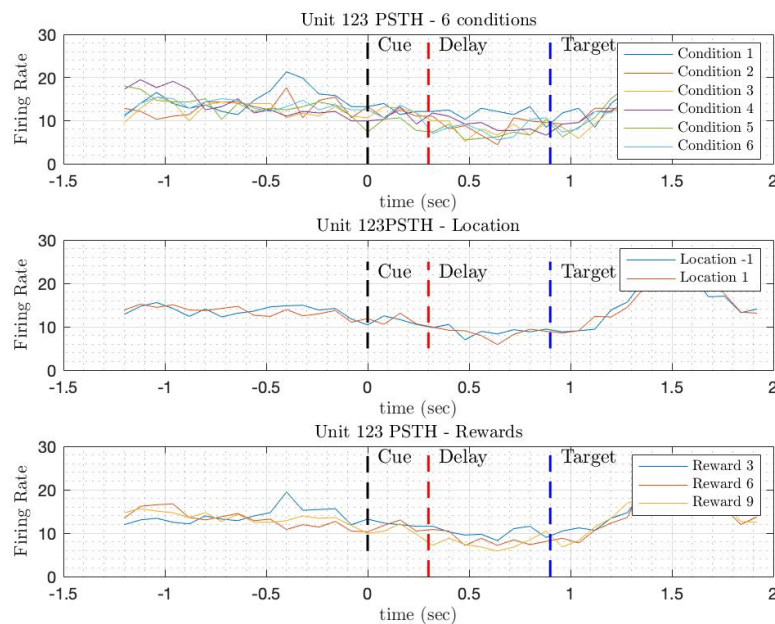 Unit 123 PSTH - 6 conditions
30
20
10
0
Firing Rate
Cue
Delay
Target
Condition 1
Condition 2
Condition 3
Condition 4
Condition 5
Condition 6
-1.5
-1
-0.5
0
0.5
1
1.5
2
time (sec)
Unit 123PSTH - Location
30
20
10
0
Firing Rate
Cue
Delay
Target
Location -1
Location 1
-1.5
-1
-0.5
0
0.5
1
1.5
2
time (sec)
Unit 123 PSTH - Rewards
30
20
10
0
Firing Rate
Cue
Delay
Target
Reward 3
Reward 6
Reward 9
-1.5
-1
-0.5
0
0.5
1
1.5
2
time (sec)